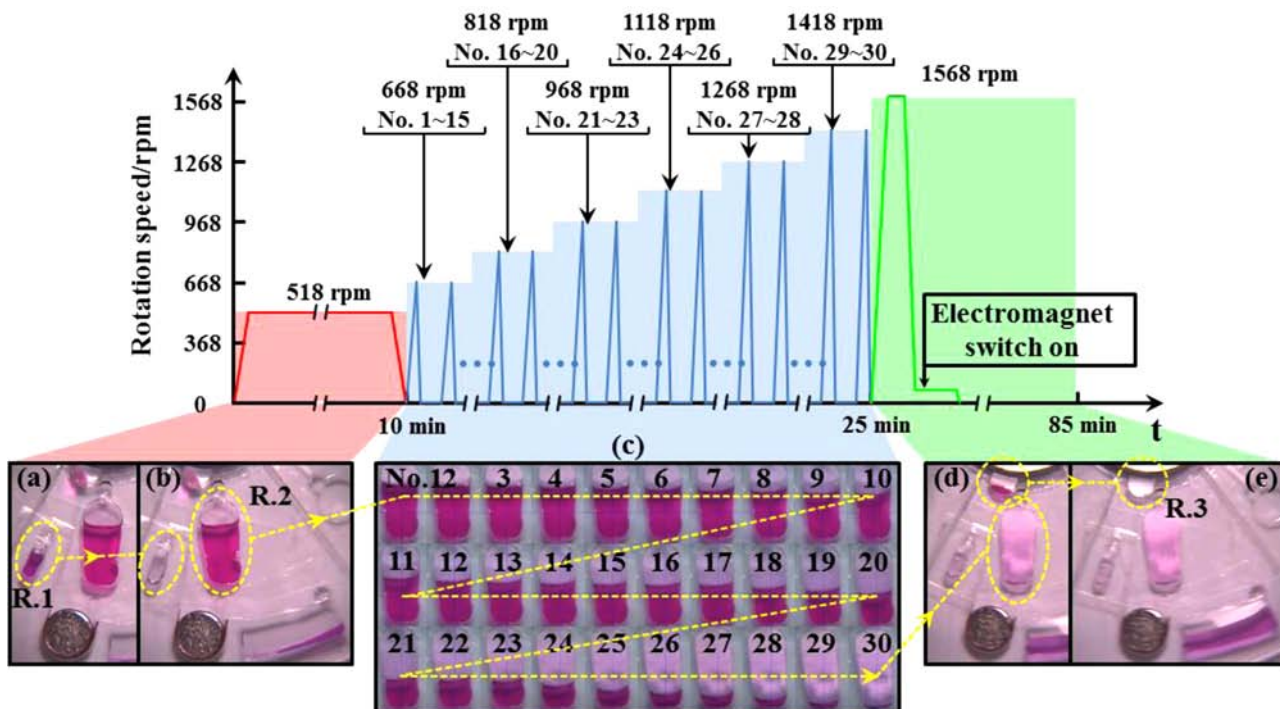 818 rpm
No. 16~20
1118 rpm
No. 24~26
1418 rpm
No. 29~30
668 rpm
No. 1~15
968 rpm
No. 21~23
1268 rpm
No. 27~28
1568 rpm
Rotation speed/rpm
1568
1268
968
668
368
0
518 rpm
Electromagnet
switch on
10 min
25 min
85 min
t
(c)
(a)
R.1
(b)
R.2
No.12 3 4 5 6 7 8 9 10
11 12 13 14 15 16 17 18 19 20
21 22 23 24 25 26 27 28 29 30
(d)
R.3
(e)